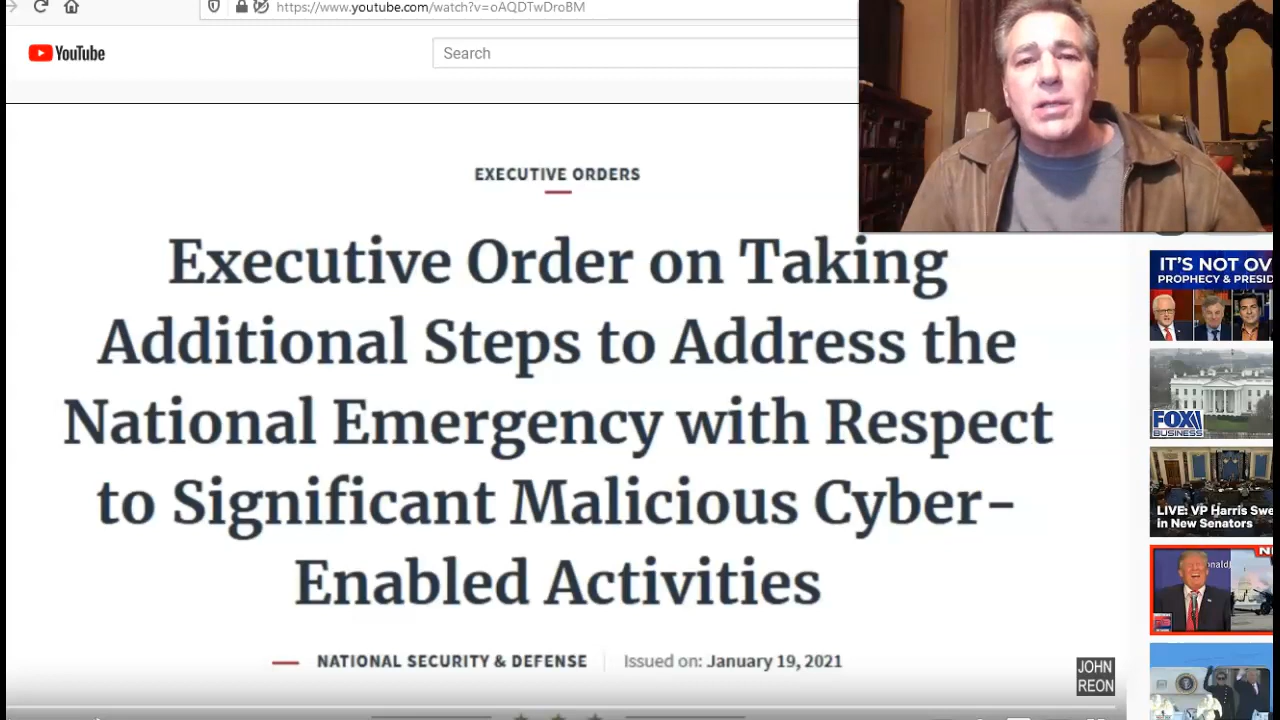 https://www.youtube.com/watch?v=oAQDTwDroBM
YouTube
Search
EXECUTIVE ORDERS
Executive Order on Taking
Additional Steps to Address the
National Emergency with Respect
to Significant Malicious Cyber-
Enabled Activities
NATIONAL SECURITY & DEFENSE
Issued on: January 19, 2021
JOHN
REON
IT'S NOT OV
PROPHECY & PRESID
FOX
BUSINESS
LIVE: VP Harris Swe
in New Senators